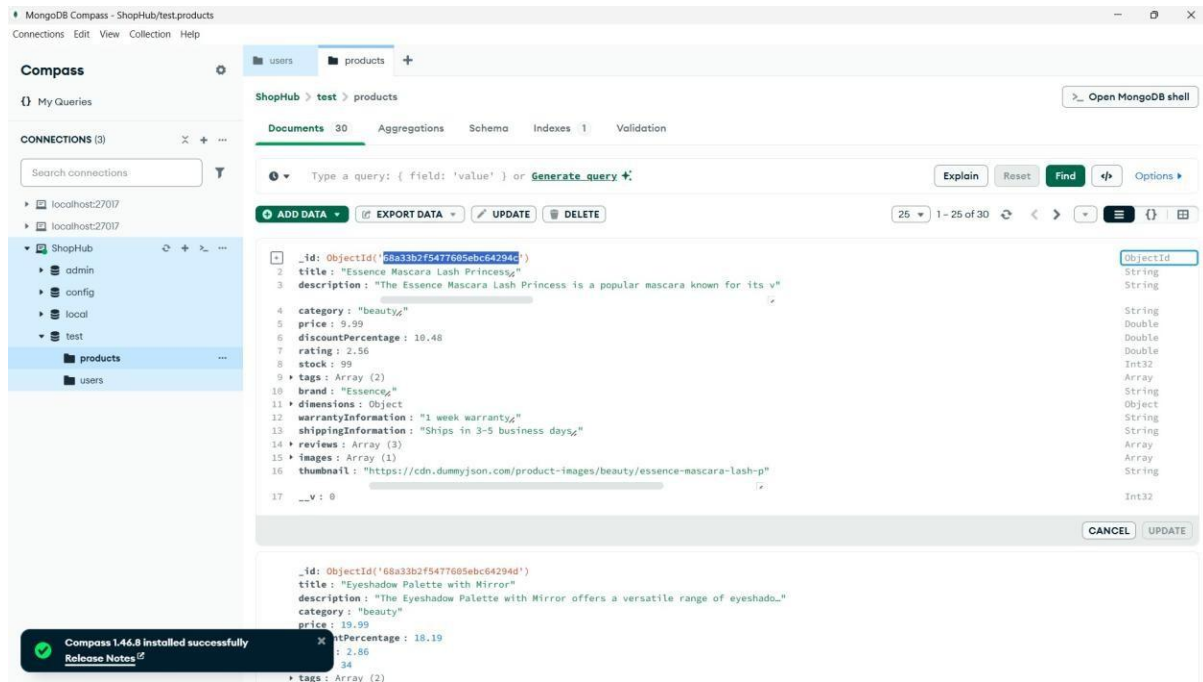 MongoDB Compass - ShopHub/test.products
Connections Edit View Collection Help
Compass
{} My Queries
CONNECTIONS (3)
Search connections
localhost:27017
localhost:27017
ShopHub
admin
config
local
test
products
users
users
products
ShopHub > test > products
>_ Open MongoDB shell
Documents 30 Aggregations Schema Indexes 1 Validation
Type a query: { field: 'value' } or Generate query
Explain Reset Find </> Options
ADD DATA EXPORT DATA UPDATE DELETE
25 1 – 25 of 30
_id: ObjectId('68a33b2f5477605ebc64294c') ObjectId
2 title : "Essence Mascara Lash Princess" String
3 description : "The Essence Mascara Lash Princess is a popular mascara known for its v" String
4 category : "beauty" String
5 price : 9.99 Double
6 discountPercentage : 10.48 Double
7 rating : 2.56 Double
8 stock : 99 Int32
9 tags : Array (2) Array
10 brand : "Essence" String
11 dimensions : Object Object
12 warrantyInformation : "1 week warranty" String
13 shippingInformation : "Ships in 3-5 business days" String
14 reviews : Array (3) Array
15 images : Array (1) Array
16 thumbnail : "https://cdn.dummyjson.com/product-images/beauty/essence-mascara-lash-p" String
17 __v : 0 Int32
CANCEL UPDATE
_id: ObjectId('68a33b2f5477605ebc64294d')
title : "Eyeshadow Palette with Mirror"
description : "The Eyeshadow Palette with Mirror offers a versatile range of eyeshado…"
category : "beauty"
price : 19.99
ntPercentage : 18.19
: 2.86
34
tags : Array (2)
Compass 1.46.8 installed successfully
Release Notes